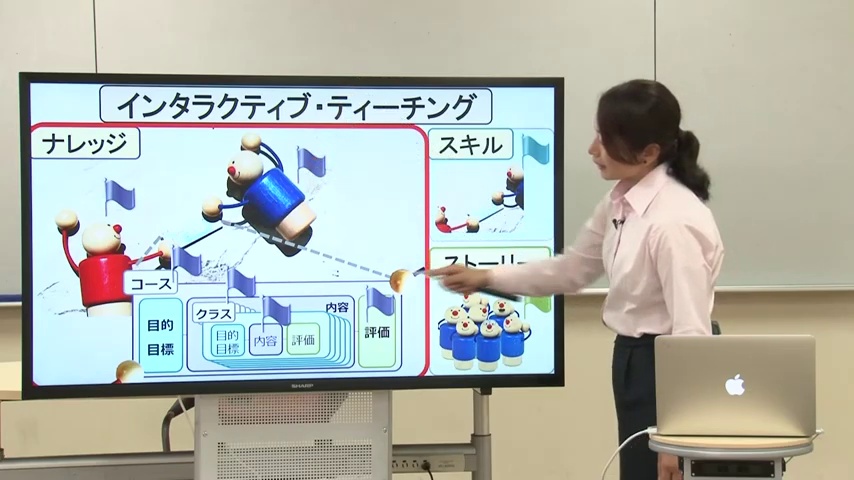 インタラクティブ・ティーチング
ナレッジ
スキル
ストーリー
コース
目的
目標
クラス
内容
目的
目標
内容
評価
評価
SHARP